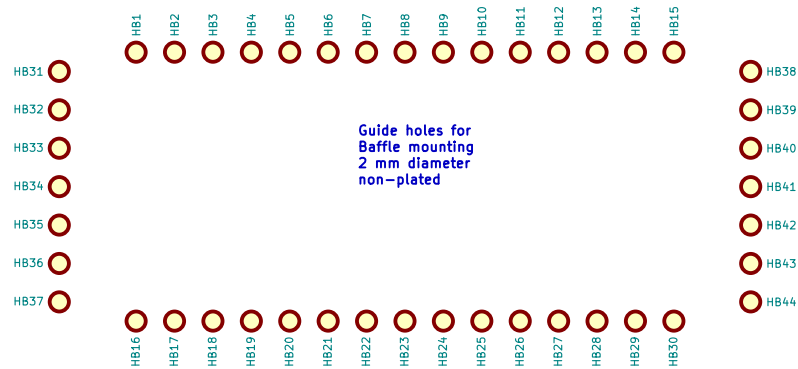 HB1 HB2 HB3 HB4 HB5 HB6 HB7 HB8 HB9 HB10 HB11 HB12 HB13 HB14 HB15
HB31 HB38
HB32 HB39
Guide holes for
Baffle mounting
HB33 HB40
2 mm diameter
non-plated
HB34 HB41
HB35 HB42
HB36 HB43
HB37 HB44
HB16 HB17 HB18 HB19 HB20 HB21 HB22 HB23 HB24 HB25 HB26 HB27 HB28 HB29 HB30